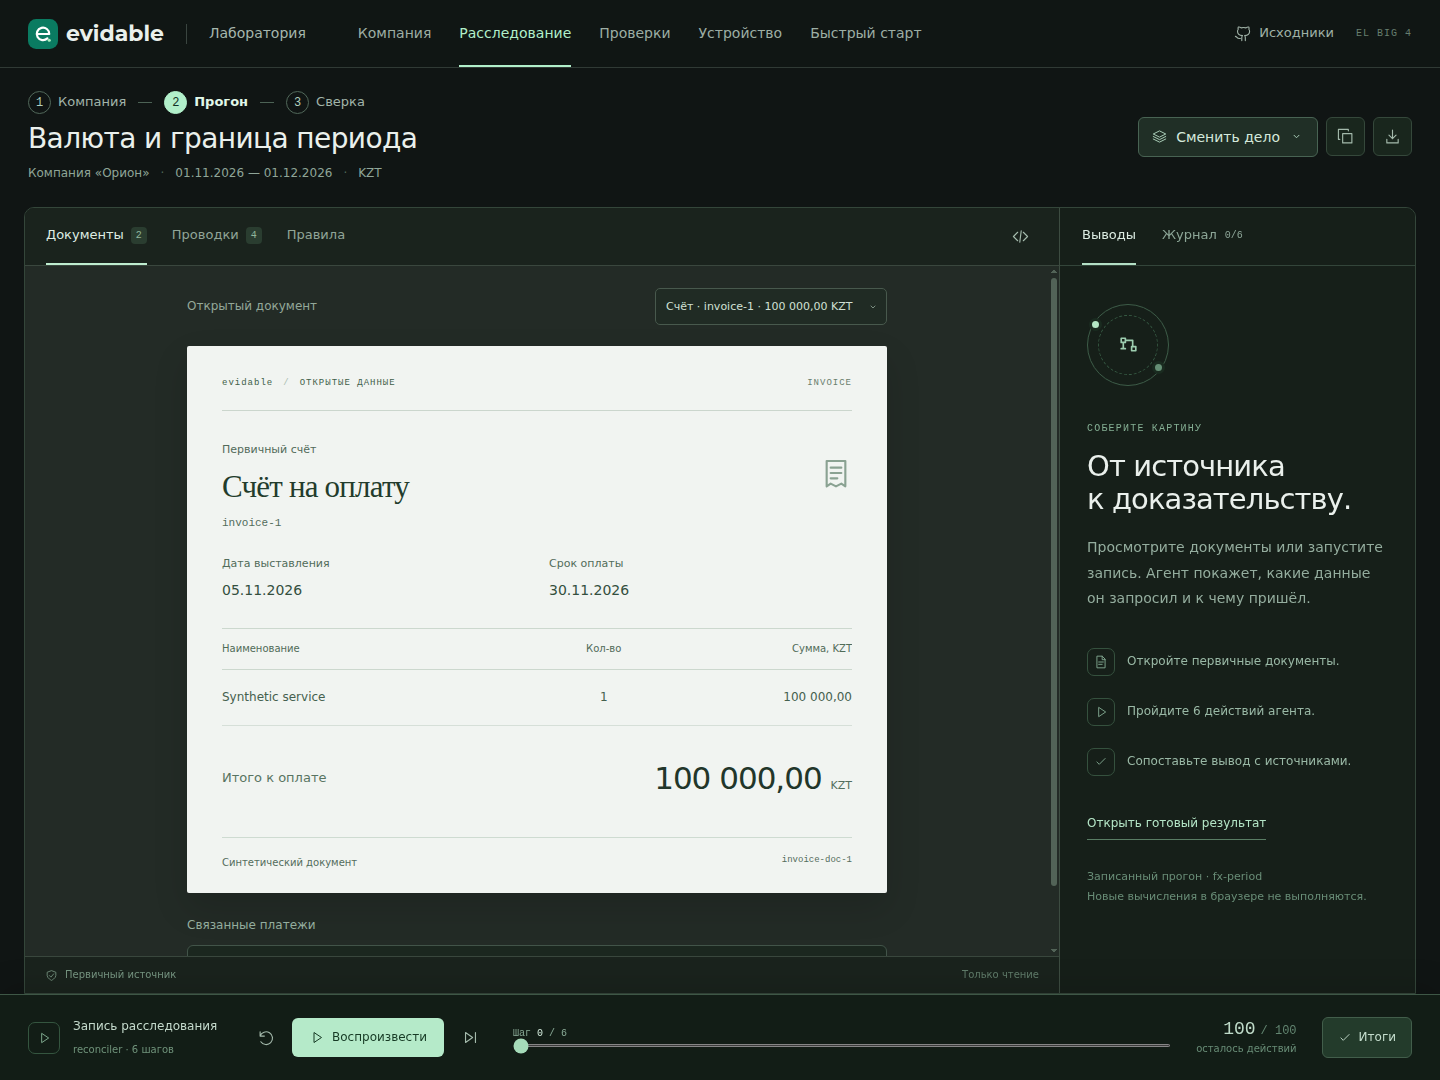 evidable
Лаборатория
Компания
Расследование
Проверки
Устройство
Быстрый старт
Исходники
EL BIG 4
1 Компания — 2 Прогон — 3 Сверка
Валюта и граница периода
Компания «Орион» · 01.11.2026 — 01.12.2026 · KZT
Сменить дело
Документы 2
Проводки 4
Правила
Открытый документ
Счёт · invoice-1 · 100 000,00 KZT
evidable / ОТКРЫТЫЕ ДАННЫЕ
INVOICE
Первичный счёт
Счёт на оплату
invoice-1
Дата выставления
Срок оплаты
05.11.2026
30.11.2026
Наименование
Кол-во
Сумма, KZT
Synthetic service
1
100 000,00
Итого к оплате
100 000,00 KZT
Синтетический документ
invoice-doc-1
Связанные платежи
Первичный источник
Только чтение
Выводы
Журнал 0/6
СОБЕРИТЕ КАРТИНУ
От источника
к доказательству.
Просмотрите документы или запустите
запись. Агент покажет, какие данные
он запросил и к чему пришёл.
Откройте первичные документы.
Пройдите 6 действий агента.
Сопоставьте вывод с источниками.
Открыть готовый результат
Записанный прогон · fx-period
Новые вычисления в браузере не выполняются.
Запись расследования
reconciler · 6 шагов
Воспроизвести
Шаг 0 / 6
100 / 100
осталось действий
Итоги